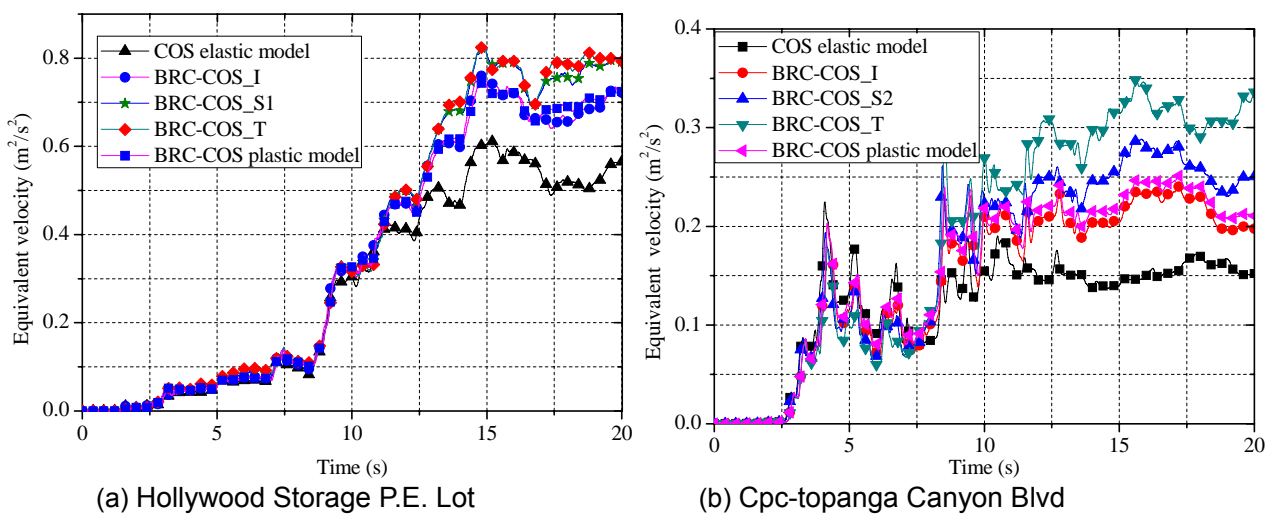 COS elastic model
BRC-COS_I
BRC-COS_S1
BRC-COS_T
BRC-COS plastic model
Equivalent velocity (m²/s²)
0.8
0.6
0.4
0.2
0.0
0 5 10 15 20
Time (s)
(a) Hollywood Storage P.E. Lot
COS elastic model
BRC-COS_I
BRC-COS_S2
BRC-COS_T
BRC-COS plastic model
Equivalent velocity (m²/s²)
0.4
0.3
0.2
0.1
0.0
0 5 10 15 20
Time (s)
(b) Cpc-topanga Canyon Blvd